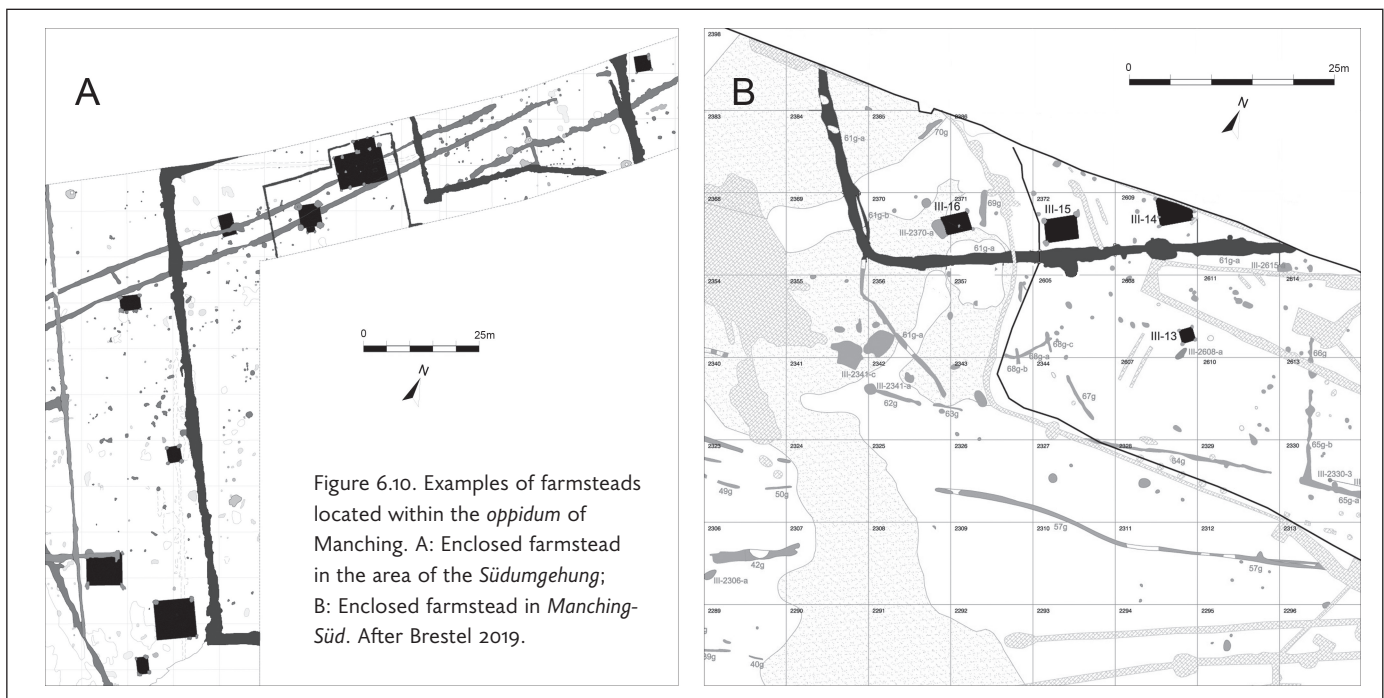 A
0 25m
N
Figure 6.10. Examples of farmsteads
located within the oppidum of
Manching. A: Enclosed farmstead
in the area of the Südumgehung;
B: Enclosed farmstead in Manching-
Süd. After Brestel 2019.
B
0 25m
N
2398
2383 2384 2385 2386
61g-a 70g
2368 2369 2370 2371 2372 2609
61g-b III-16 69g III-15 III-14
III-2370-a
61g-a 61g-a III-2615
2354 2355 2356 2357 2605 2608 2611 2614
61g-a III-13
68g-c 66g
68g-a III-2608-a
2340 2341 2342 2343 2344 2607 2610 2613
III-2341-c 68g-b
III-2341-a 67g
62g 63g
2323 2324 2325 2326 2327 2328 2329 2330
64g 65g-b
III-2330-3
49g 50g 65g-a
2306 2307 2308 2309 2310 2311 2312 2313
57g
42g 57g
III-2306-a
2269 2290 2291 2292 2293 2294 2295 2296
39g 40g